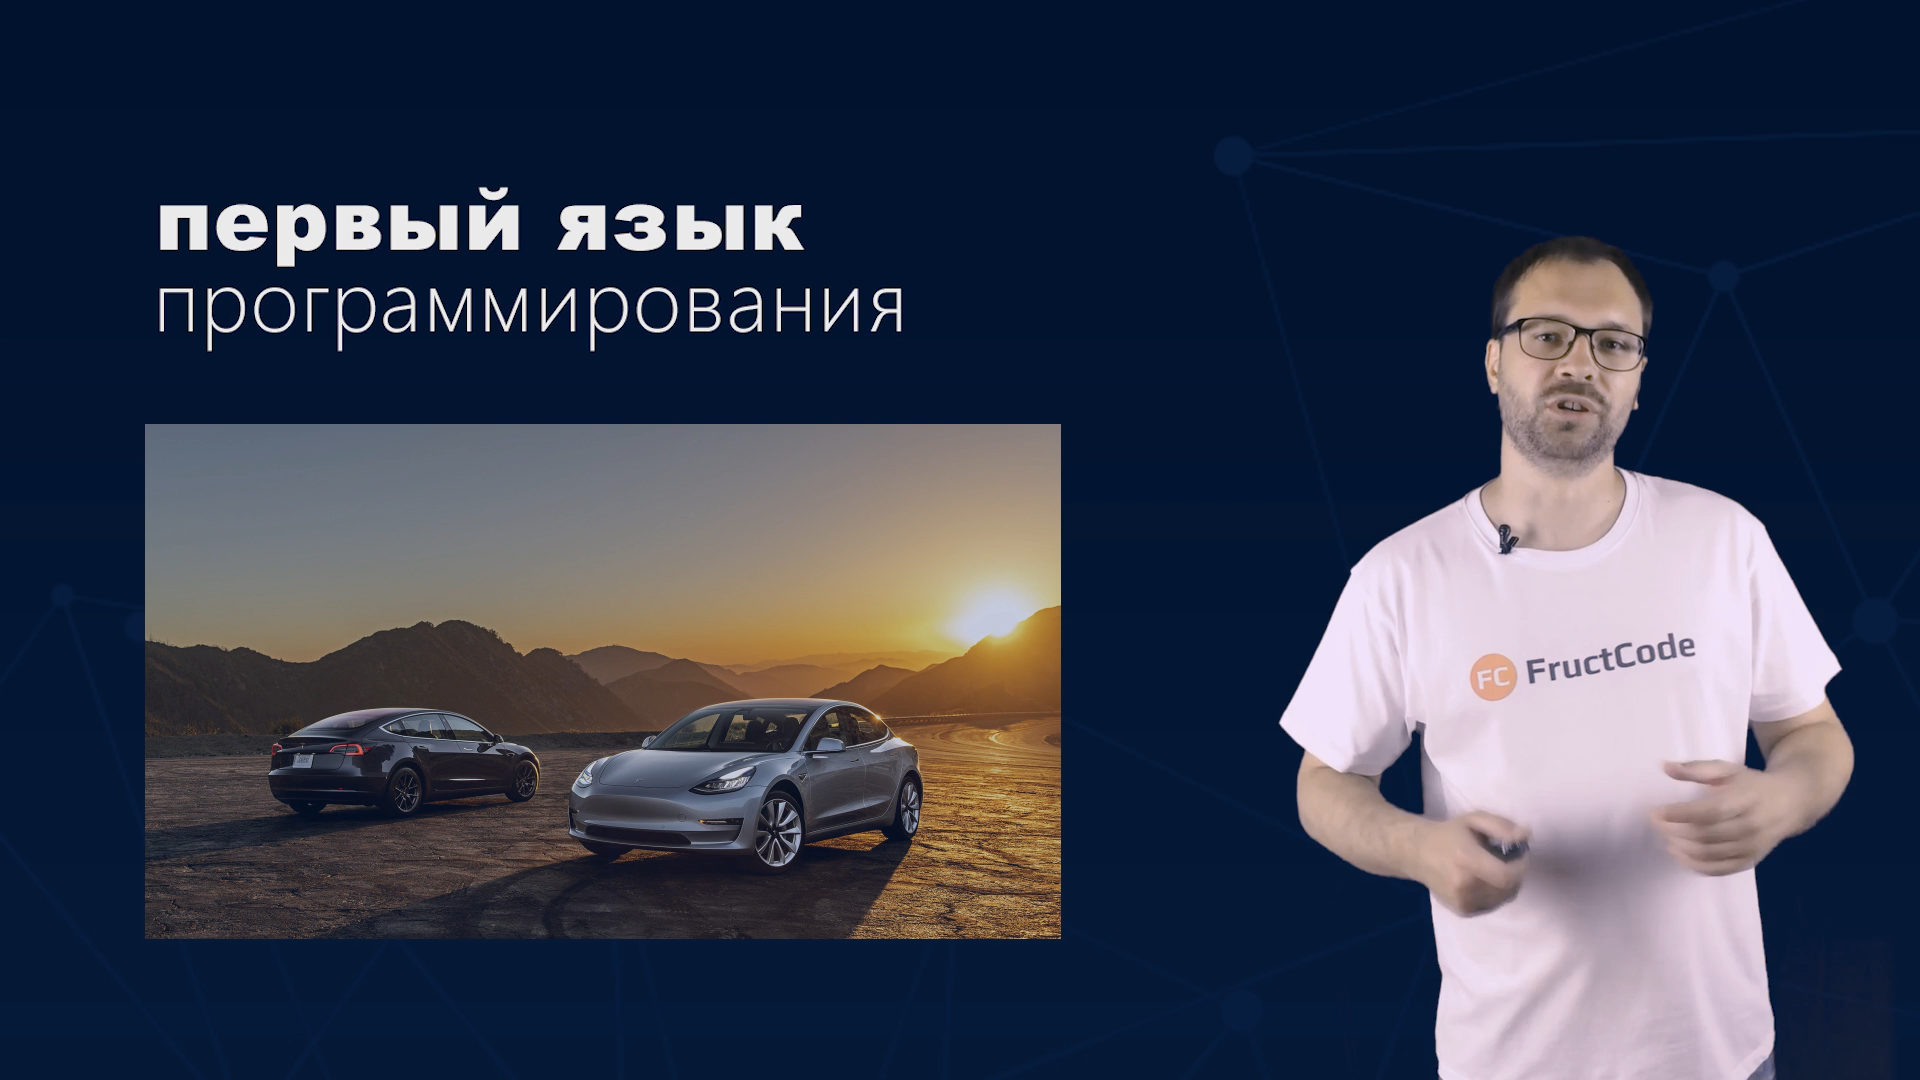 первый язык
программирования
FC FructCode